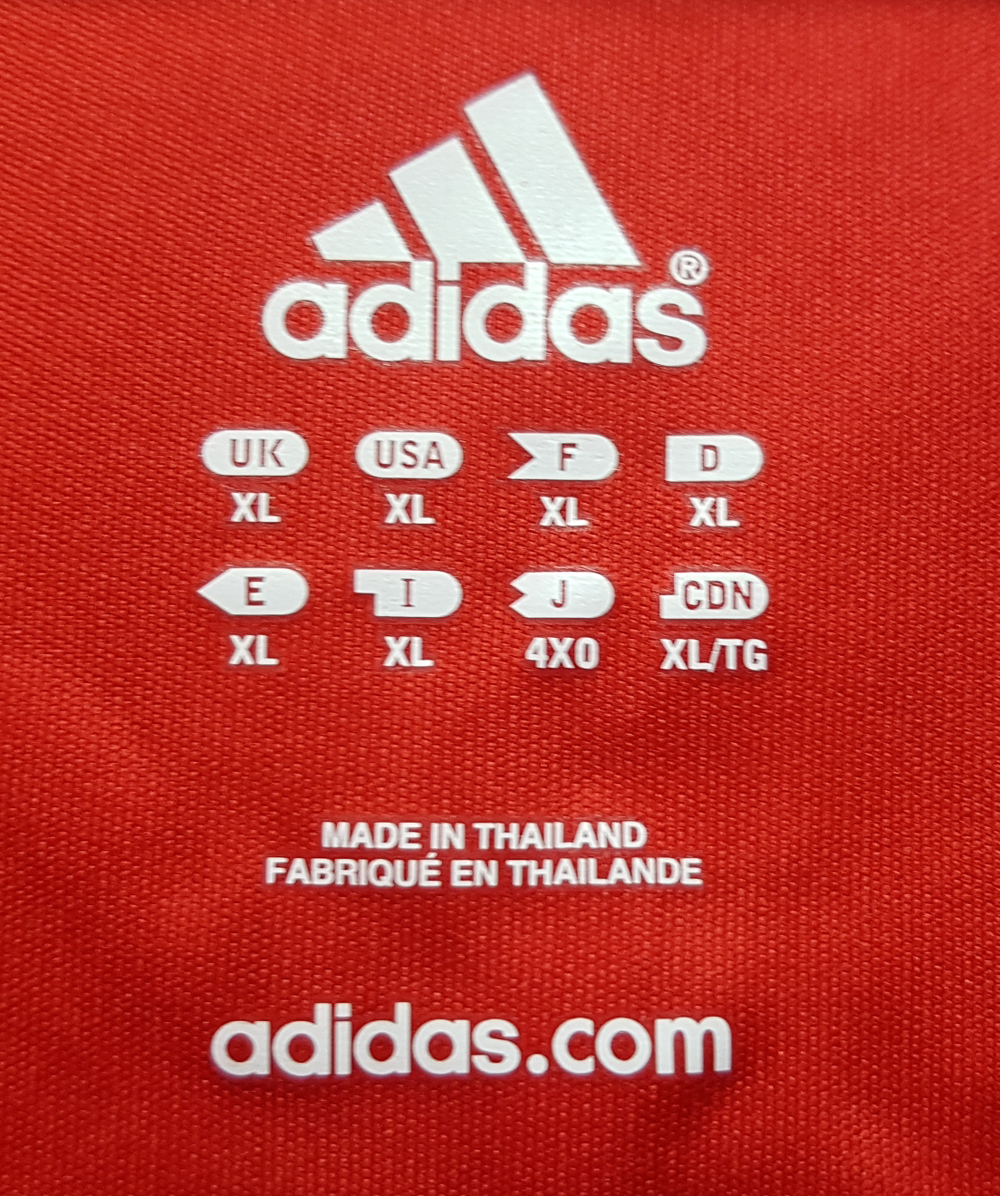 adidas®
UK USA F D
XL XL XL XL
E I J CDN
XL XL 4XO XL/TG
MADE IN THAILAND
FABRIQUÉ EN THAILANDE
adidas.com